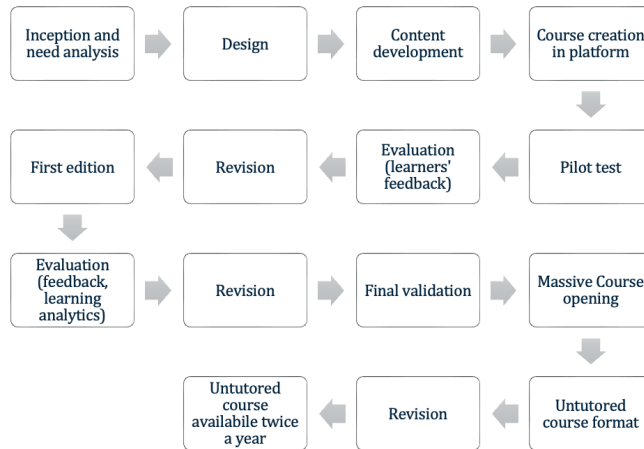 Inception and
need analysis
Design
Content
development
Course creation
in platform
Pilot test
Evaluation
(learners'
feedback)
Revision
First edition
Evaluation
(feedback,
learning
analytics)
Revision
Final validation
Massive Course
opening
Untutored
course format
Revision
Untutored
course
availabile twice
a year